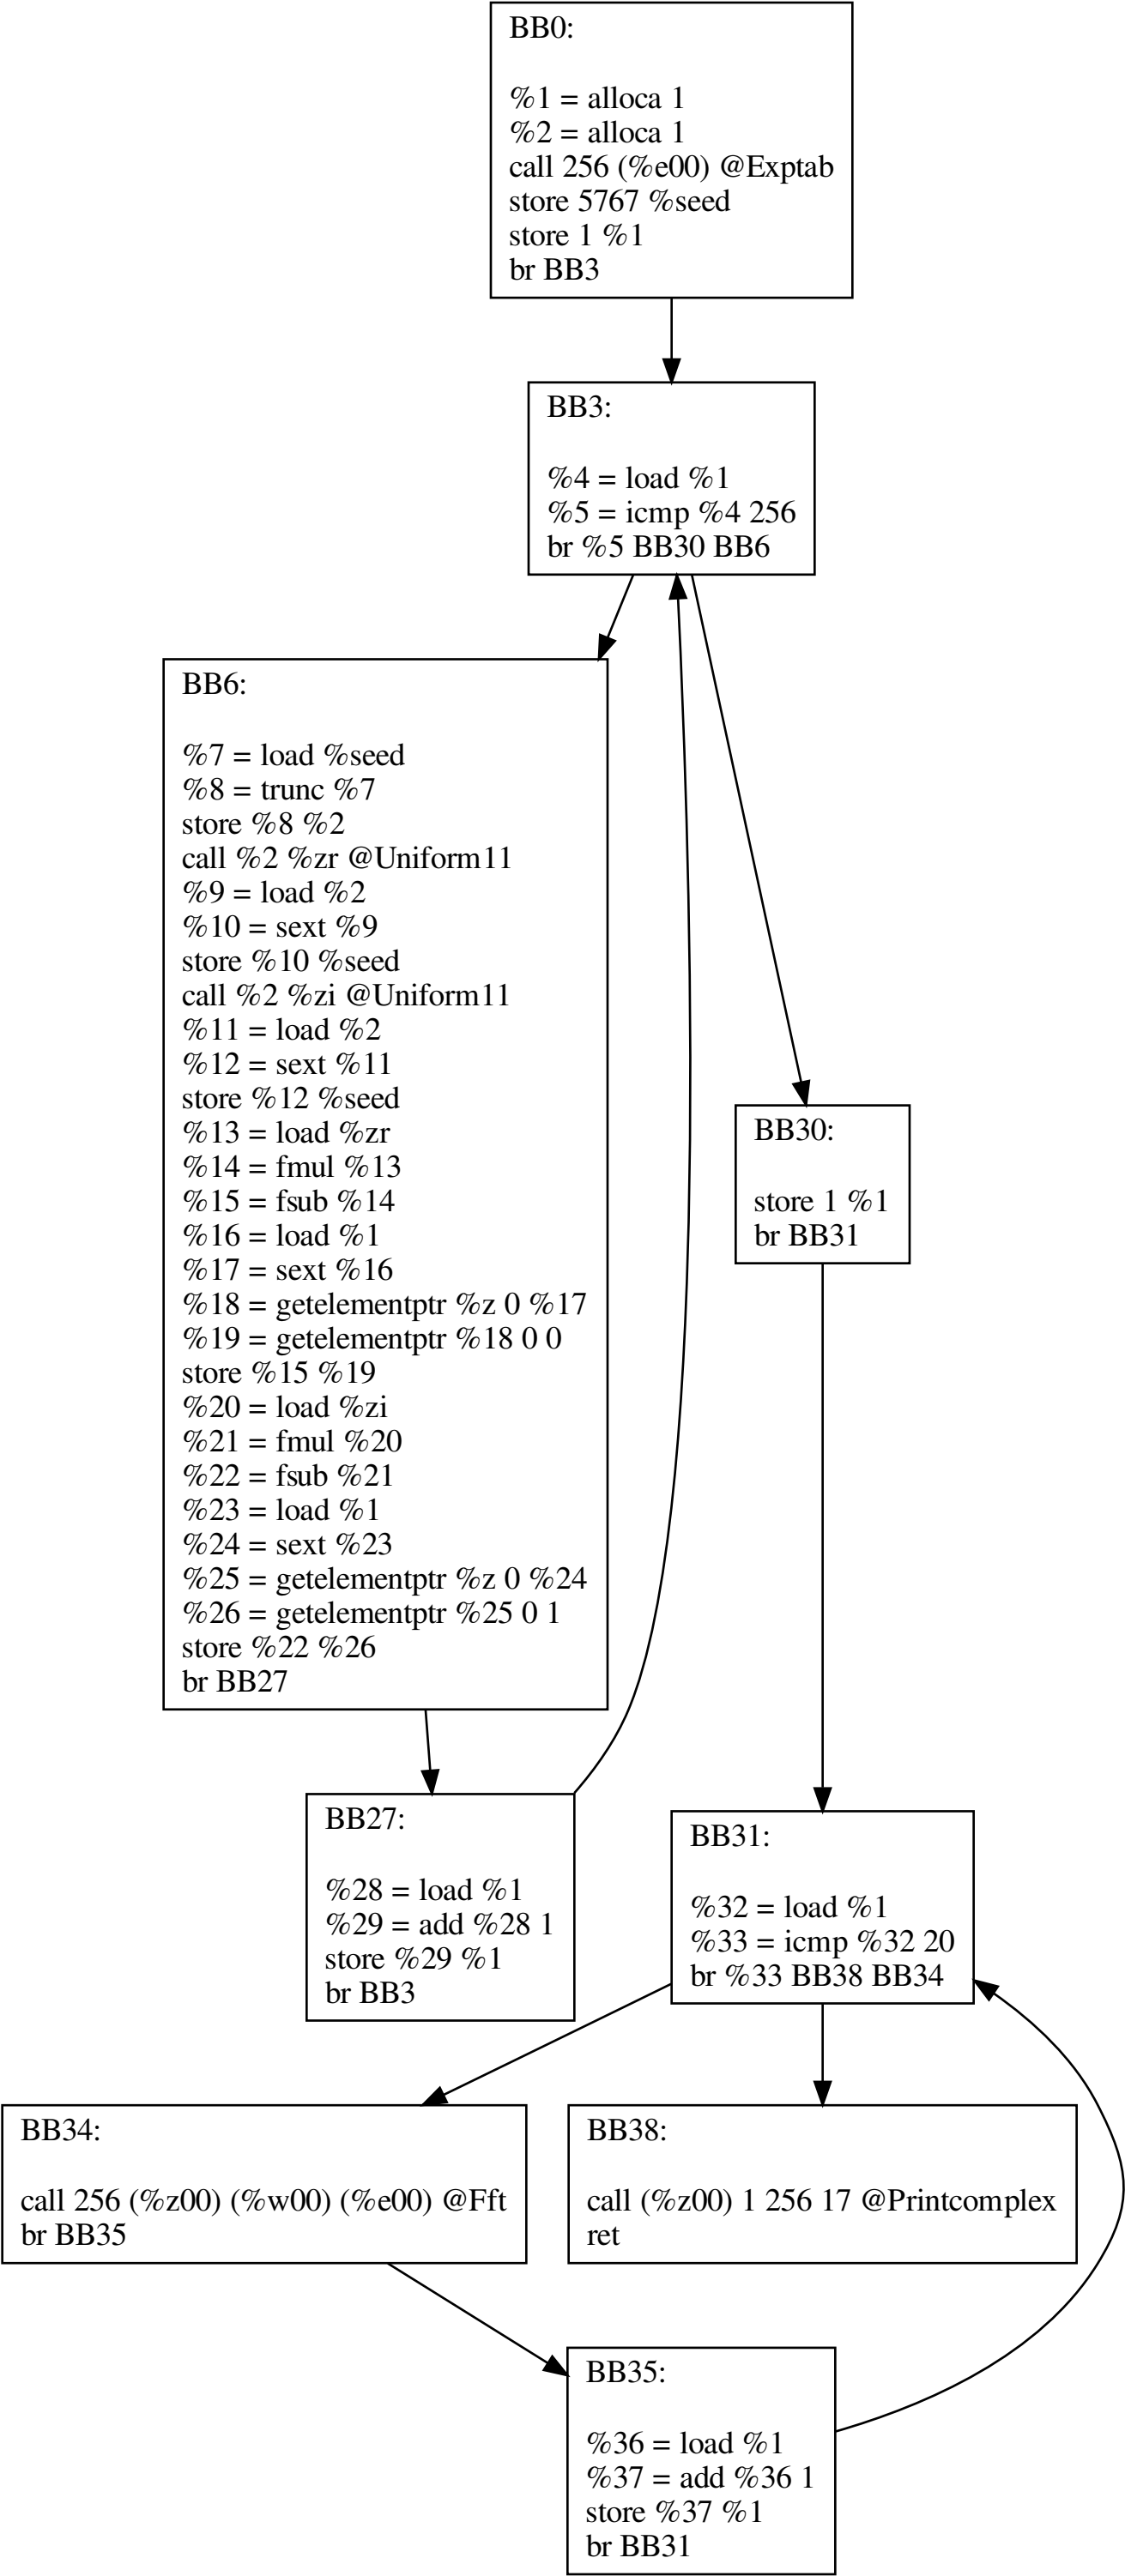 BB0:
%1 = alloca 1
%2 = alloca 1
call 256 (%e00) @Exptab
store 5767 %seed
store 1 %1
br BB3
BB3:
%4 = load %1
%5 = icmp %4 256
br %5 BB30 BB6
BB6:
%7 = load %seed
%8 = trunc %7
store %8 %2
call %2 %zr @Uniform11
%9 = load %2
%10 = sext %9
store %10 %seed
call %2 %zi @Uniform11
%11 = load %2
%12 = sext %11
store %12 %seed
%13 = load %zr
%14 = fmul %13
%15 = fsub %14
%16 = load %1
%17 = sext %16
%18 = getelementptr %z 0 %17
%19 = getelementptr %18 0 0
store %15 %19
%20 = load %zi
%21 = fmul %20
%22 = fsub %21
%23 = load %1
%24 = sext %23
%25 = getelementptr %z 0 %24
%26 = getelementptr %25 0 1
store %22 %26
br BB27
BB30:
store 1 %1
br BB31
BB27:
%28 = load %1
%29 = add %28 1
store %29 %1
br BB3
BB31:
%32 = load %1
%33 = icmp %32 20
br %33 BB38 BB34
BB34:
call 256 (%z00) (%w00) (%e00) @Fft
br BB35
BB38:
call (%z00) 1 256 17 @Printcomplex
ret
BB35:
%36 = load %1
%37 = add %36 1
store %37 %1
br BB31